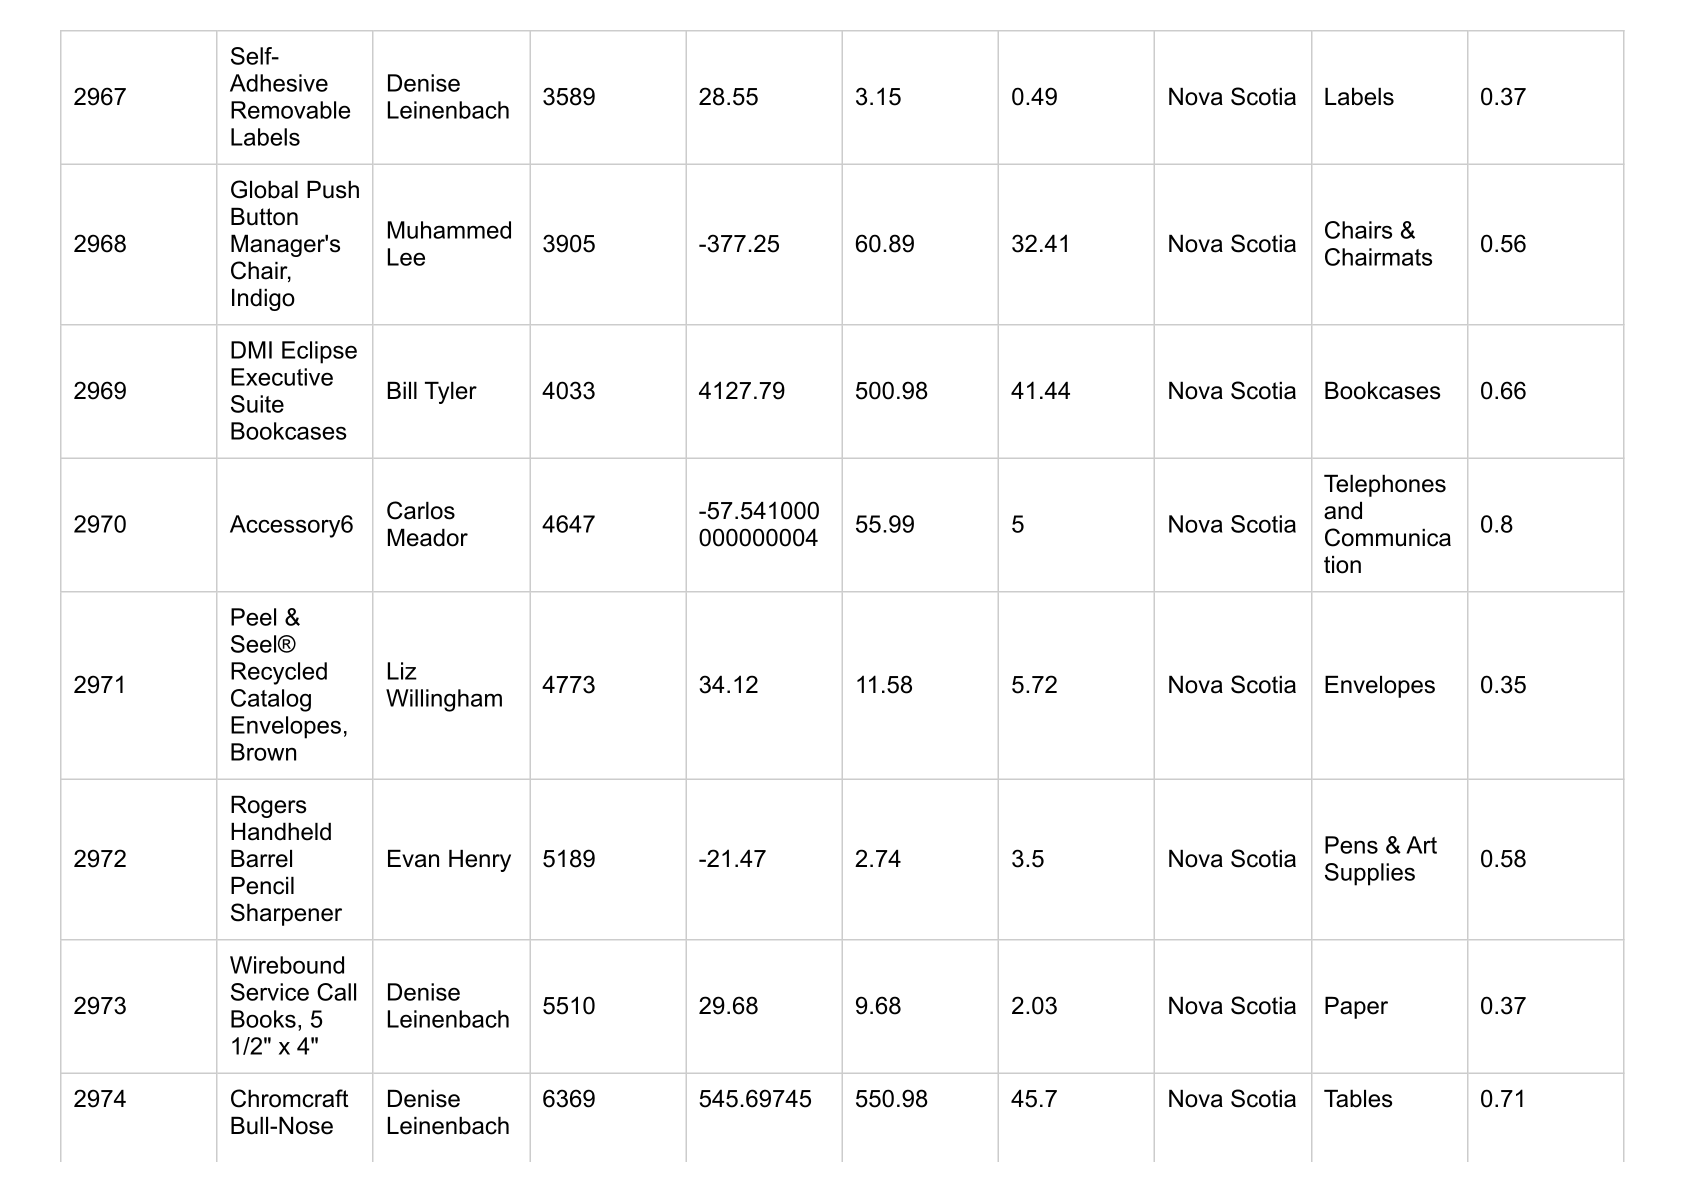 2967
Self-
Adhesive
Removable
Labels
Denise
Leinenbach
3589
28.55
3.15
0.49
Nova Scotia
Labels
0.37
2968
Global Push
Button
Manager's
Chair,
Indigo
Muhammed
Lee
3905
-377.25
60.89
32.41
Nova Scotia
Chairs &
Chairmats
0.56
2969
DMI Eclipse
Executive
Suite
Bookcases
Bill Tyler
4033
4127.79
500.98
41.44
Nova Scotia
Bookcases
0.66
2970
Accessory6
Carlos
Meador
4647
-57.541000
000000004
55.99
5
Nova Scotia
Telephones
and
Communica
tion
0.8
2971
Peel &
Seel®
Recycled
Catalog
Envelopes,
Brown
Liz
Willingham
4773
34.12
11.58
5.72
Nova Scotia
Envelopes
0.35
2972
Rogers
Handheld
Barrel
Pencil
Sharpener
Evan Henry
5189
-21.47
2.74
3.5
Nova Scotia
Pens & Art
Supplies
0.58
2973
Wirebound
Service Call
Books, 5
1/2" x 4"
Denise
Leinenbach
5510
29.68
9.68
2.03
Nova Scotia
Paper
0.37
2974
Chromcraft
Bull-Nose
Denise
Leinenbach
6369
545.69745
550.98
45.7
Nova Scotia
Tables
0.71